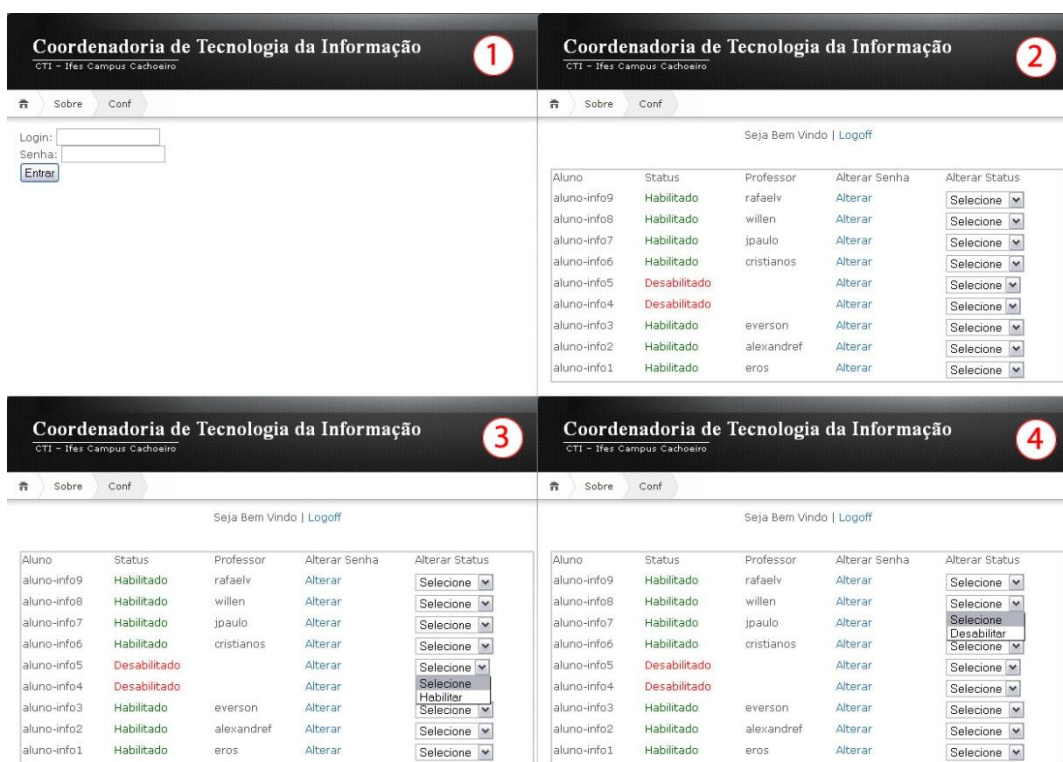 Coordenadoria de Tecnologia da Informação
CTI - Ifes Campus Cachoeiro
1
Sobre Conf
Login:
Senha:
Entrar
Coordenadoria de Tecnologia da Informação
CTI - Ifes Campus Cachoeiro
2
Sobre Conf
Seja Bem Vindo | Logoff
Aluno Status Professor Alterar Senha Alterar Status
aluno-info9 Habilitado rafaelv Alterar Selecione
aluno-info8 Habilitado willen Alterar Selecione
aluno-info7 Habilitado jpaulo Alterar Selecione
aluno-info6 Habilitado cristianos Alterar Selecione
aluno-info5 Desabilitado Alterar Selecione
aluno-info4 Desabilitado Alterar Selecione
aluno-info3 Habilitado everson Alterar Selecione
aluno-info2 Habilitado alexandref Alterar Selecione
aluno-info1 Habilitado eros Alterar Selecione
Coordenadoria de Tecnologia da Informação
CTI - Ifes Campus Cachoeiro
3
Sobre Conf
Seja Bem Vindo | Logoff
Aluno Status Professor Alterar Senha Alterar Status
aluno-info9 Habilitado rafaelv Alterar Selecione
aluno-info8 Habilitado willen Alterar Selecione
aluno-info7 Habilitado jpaulo Alterar Selecione
aluno-info6 Habilitado cristianos Alterar Selecione
aluno-info5 Desabilitado Alterar Selecione
aluno-info4 Desabilitado Alterar Selecione
Habilitar
aluno-info3 Habilitado everson Alterar Selecione
aluno-info2 Habilitado alexandref Alterar Selecione
aluno-info1 Habilitado eros Alterar Selecione
Coordenadoria de Tecnologia da Informação
CTI - Ifes Campus Cachoeiro
4
Sobre Conf
Seja Bem Vindo | Logoff
Aluno Status Professor Alterar Senha Alterar Status
aluno-info9 Habilitado rafaelv Alterar Selecione
aluno-info8 Habilitado willen Alterar Selecione
aluno-info7 Habilitado jpaulo Alterar Selecione
Desabilitar
aluno-info6 Habilitado cristianos Alterar Selecione
aluno-info5 Desabilitado Alterar Selecione
aluno-info4 Desabilitado Alterar Selecione
aluno-info3 Habilitado everson Alterar Selecione
aluno-info2 Habilitado alexandref Alterar Selecione
aluno-info1 Habilitado eros Alterar Selecione